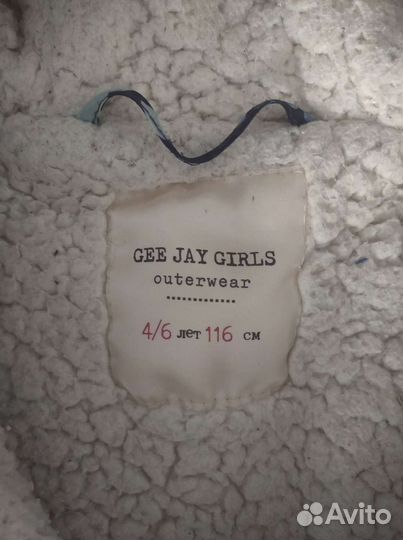 GEE JAY GIRLS
outerwear
4/6 лет 116 см
Avito